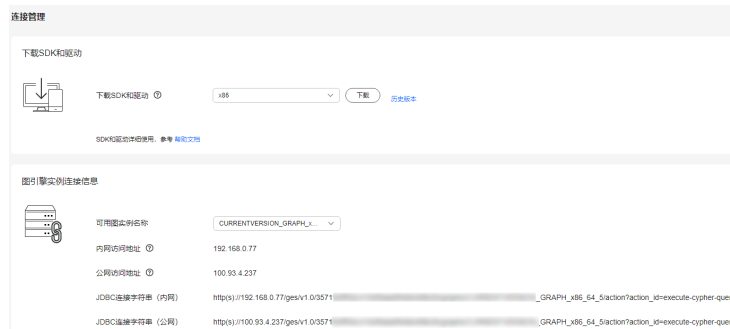 连接管理
下载SDK和驱动
下载SDK和驱动 ? x86 下载 历史版本
SDK和驱动详细使用，参考 帮助文档
图引擎实例连接信息
可用图实例名称 CURRENTVERSION_GRAPH_x...
内网访问地址 ? 192.168.0.77
公网访问地址 ? 100.93.4.237
JDBC连接字符串（内网） http(s)://192.168.0.77/ges/v1.0/3571 _GRAPH_x86_64_5/action?action_id=execute-cypher-que
JDBC连接字符串（公网） http(s)://100.93.4.237/ges/v1.0/3571 _GRAPH_x86_64_5/action?action_id=execute-cypher-que